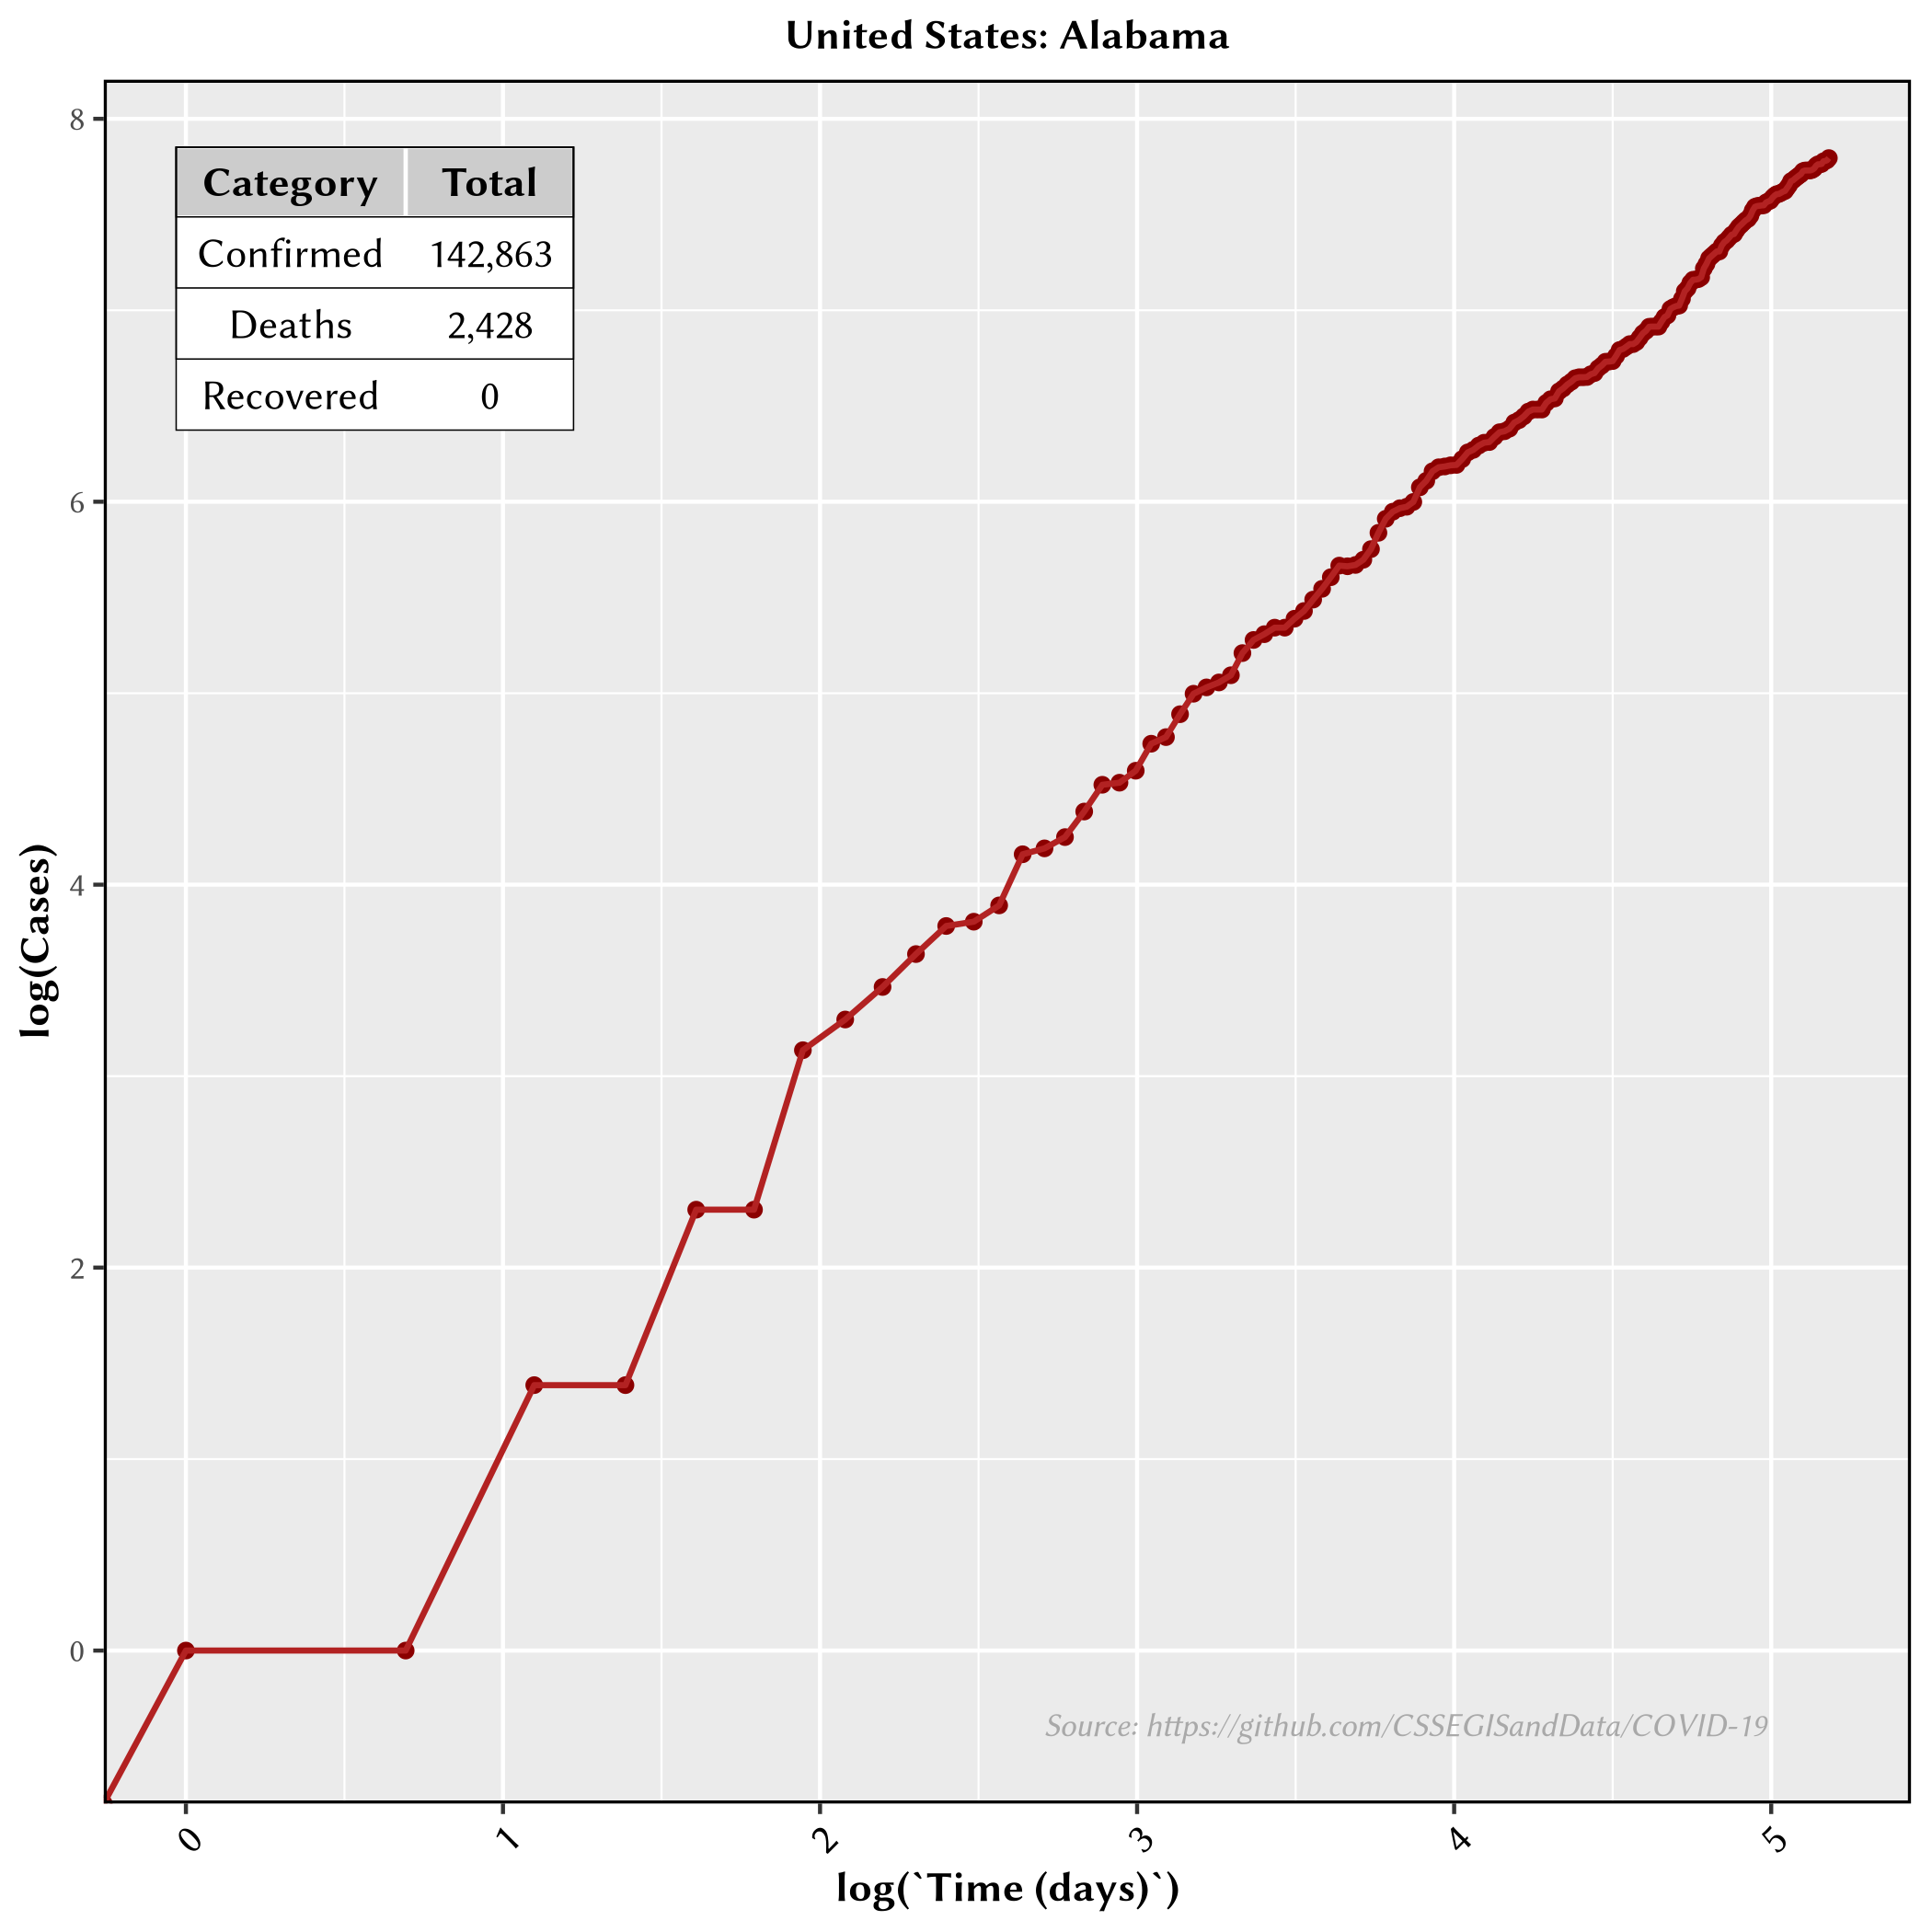 United States: Alabama
8
6
4
2
0
Category Total
Confirmed 142,863
Deaths 2,428
Recovered 0
log(Cases)
Source: https://github.com/CSSEGISandData/COVID-19
0 1 2 3 4 5
log(`Time (days)`)